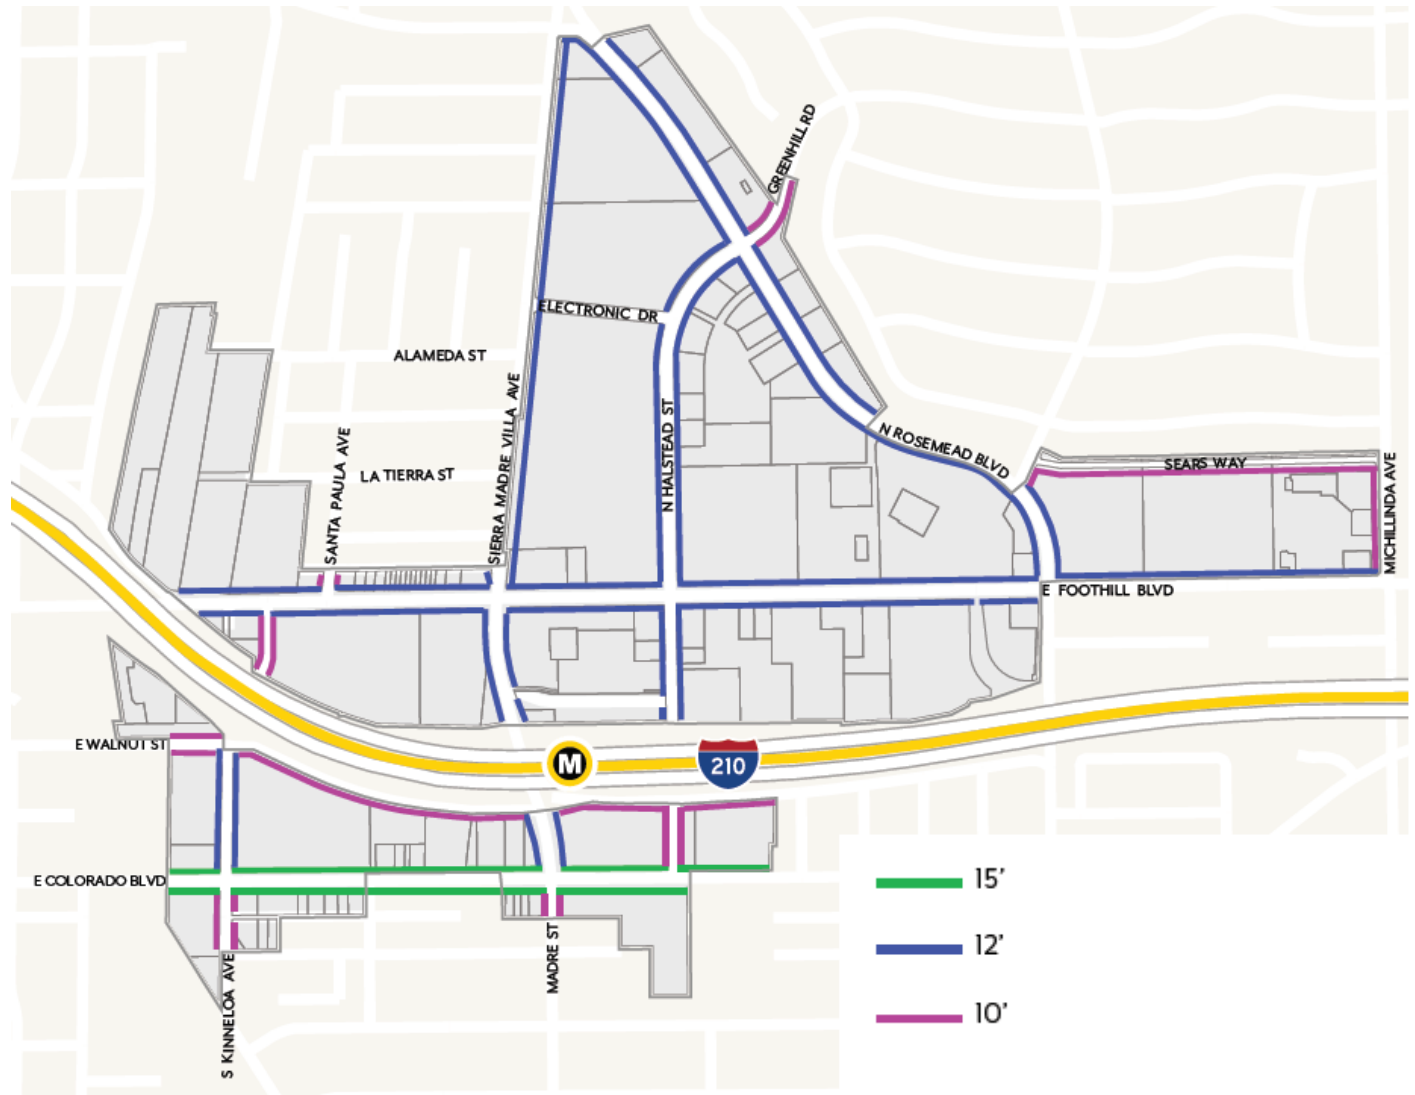 GREENHILL RD
ELECTRONIC DR
ALAMEDA ST
SIERRA MADRE VILLA AVE
N HALSTEAD ST
SANTA PAULA AVE
LA TIERRA ST
N ROSEMEAD BLVD
SEARS WAY
MICHILLINDA AVE
E FOOTHILL BLVD
E WALNUT ST
M
210
E COLORADO BLVD
MADRE ST
S KINNELOA AVE
15'
12'
10'